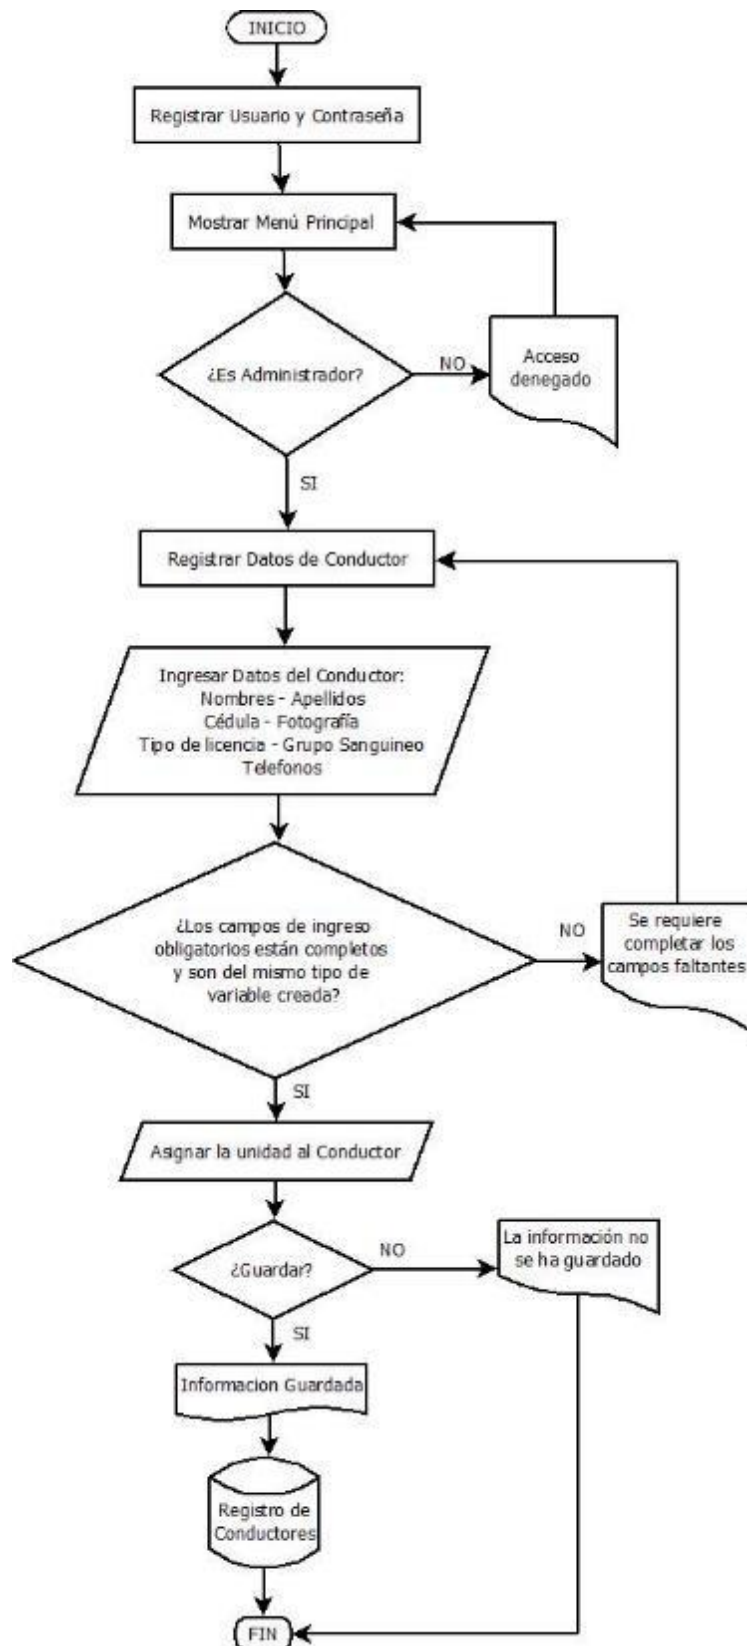 INICIO
Registrar Usuario y Contraseña
Mostrar Menú Principal
¿Es Administrador?
NO
Acceso
denegado
SI
Registrar Datos de Conductor
Ingresar Datos del Conductor:
Nombres - Apellidos
Cédula - Fotografía
Tipo de licencia - Grupo Sanguineo
Telefonos
¿Los campos de ingreso
obligatorios están completos
y son del mismo tipo de
variable creada?
NO
Se requiere
completar los
campos faltantes
SI
Asignar la unidad al Conductor
¿Guardar?
NO
La información no
se ha guardado
SI
Informacion Guardada
Registro de
Conductores
FIN